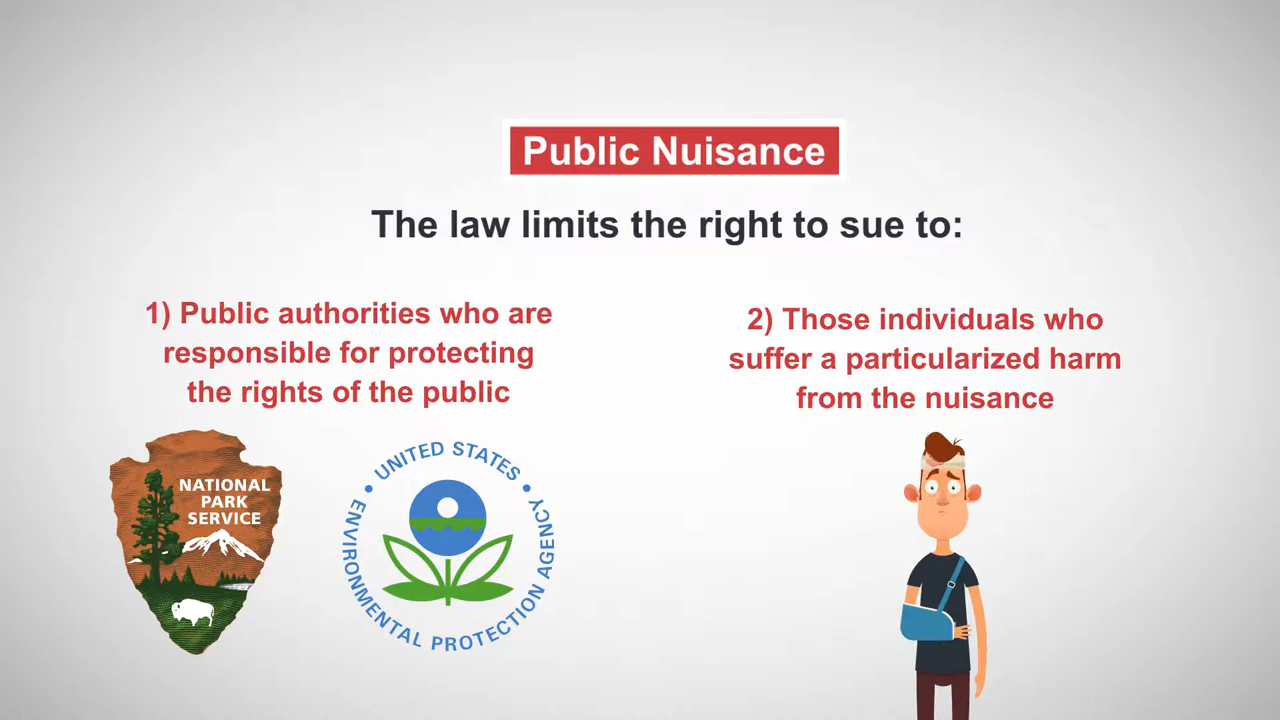 Public Nuisance
The law limits the right to sue to:
1) Public authorities who are
responsible for protecting
the rights of the public
2) Those individuals who
suffer a particularized harm
from the nuisance
NATIONAL
PARK
SERVICE
UNITED STATES
ENVIRONMENTAL PROTECTION AGENCY